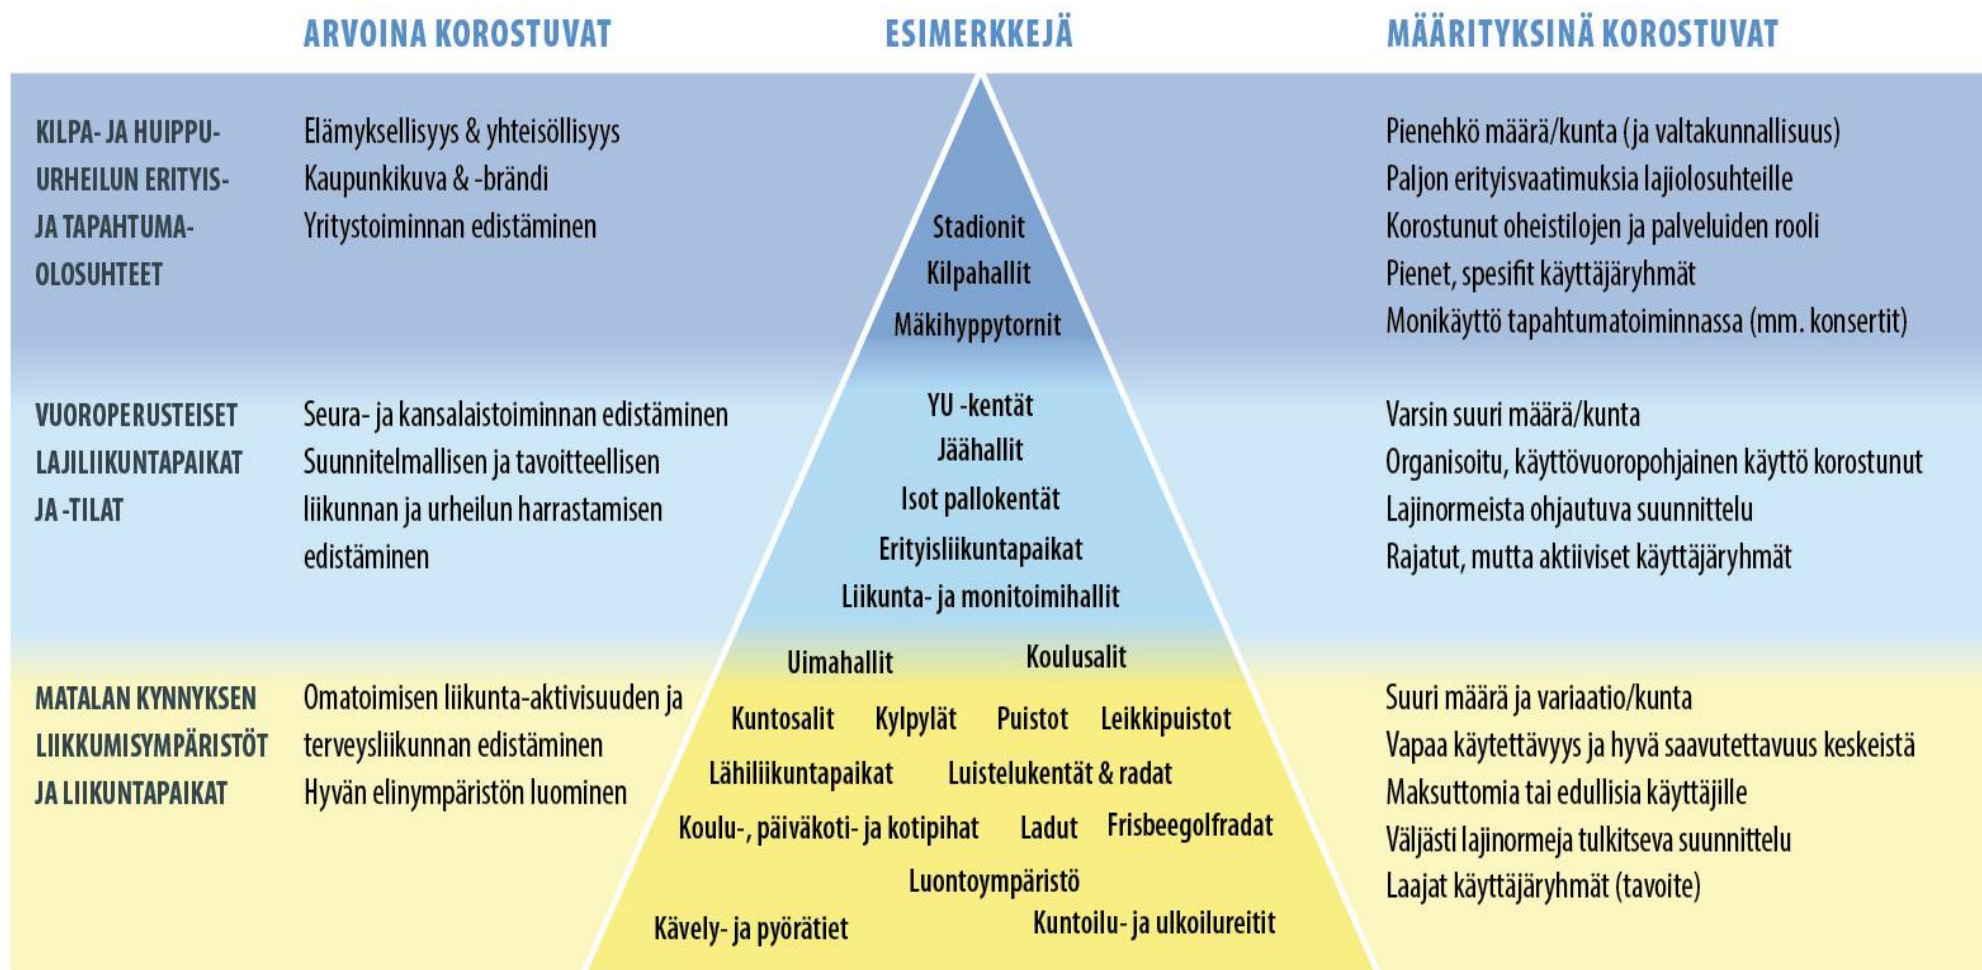 ARVOINA KOROSTUVAT
ESIMERKKEJÄ
MÄÄRITYKSINÄ KOROSTUVAT
KILPA- JA HUIPPU-
URHEILUN ERITYIS-
JA TAPAHTUMA-
OLOSUHTEET
Elämyksellisyys & yhteisöllisyys
Kaupunkikuva & -brändi
Yritystoiminnan edistäminen
Stadionit
Kilpahallit
Mäkihyppytornit
Pienehkö määrä/kunta (ja valtakunnallisuus)
Paljon erityisvaatimuksia lajiolosuhteille
Korostunut oheistilojen ja palveluiden rooli
Pienet, spesifit käyttäjäryhmät
Monikäyttö tapahtumatoiminnassa (mm. konsertit)
VUOROPERUSTEISET
LAJILIIKUNTAPAIKAT
JA -TILAT
Seura- ja kansalaistoiminnan edistäminen
Suunnitelmallisen ja tavoitteellisen
liikunnan ja urheilun harrastamisen
edistäminen
YU -kentät
Jäähallit
Isot pallokentät
Erityisliikuntapaikat
Liikunta- ja monitoimihallit
Varsin suuri määrä/kunta
Organisoitu, käyttövuoropohjainen käyttö korostunut
Lajinormeista ohjautuva suunnittelu
Rajatut, mutta aktiiviset käyttäjäryhmät
MATALAN KYNNYKSEN
LIIKKUMISYMPÄRISTÖT
JA LIIKUNTAPAIKAT
Omatoimisen liikunta-aktivisuuden ja
terveysliikunnan edistäminen
Hyvän elinympäristön luominen
Uimahallit Koulusalit
Kuntosalit Kylpylät Puistot Leikkipuistot
Lähiliikuntapaikat Luistelukentät & radat
Koulu-, päiväkoti- ja kotipihat Ladut Frisbeegolfradat
Luontoympäristö
Kävely- ja pyörätiet Kuntoilu- ja ulkoilureitit
Suuri määrä ja variaatio/kunta
Vapaa käytettävyys ja hyvä saavutettavuus keskeistä
Maksuttomia tai edullisia käyttäjille
Väljästi lajinormeja tulkitseva suunnittelu
Laajat käyttäjäryhmät (tavoite)